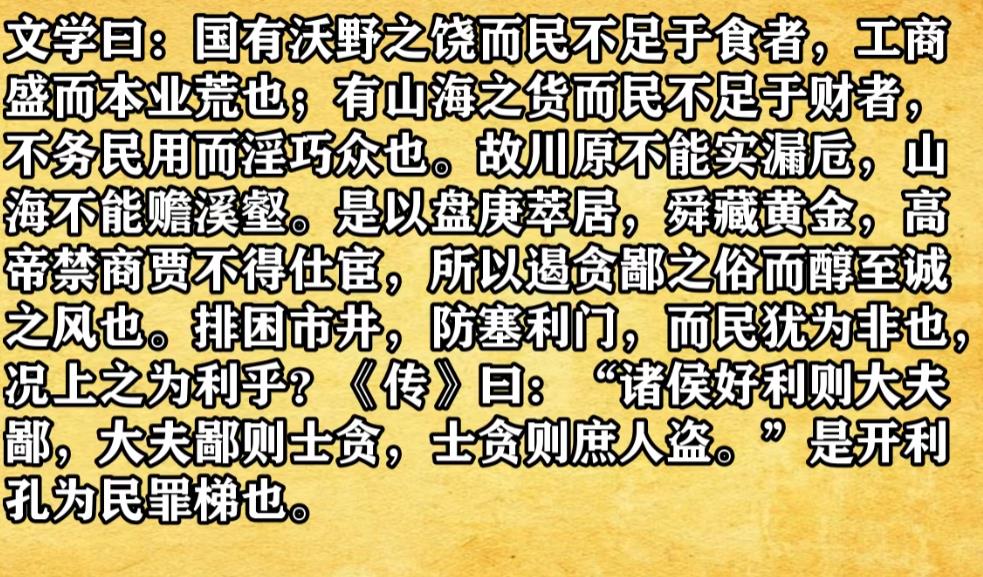 文学曰：国有沃野之饶而民不足于食者，工商
盛而本业荒也；有山海之货而民不足于财者，
不务民用而淫巧众也。故川原不能实漏卮，山
海不能赡溪壑。是以盘庚萃居，舜藏黄金，高
帝禁商贾不得仕宦，所以遏贪鄙之俗而醇至诚
之风也。排困市井，防塞利门，而民犹为非也，
况上之为利乎？《传》曰：“诸侯好利则大夫
鄙，大夫鄙则士贪，士贪则庶人盗。”是开利
孔为民罪梯也。